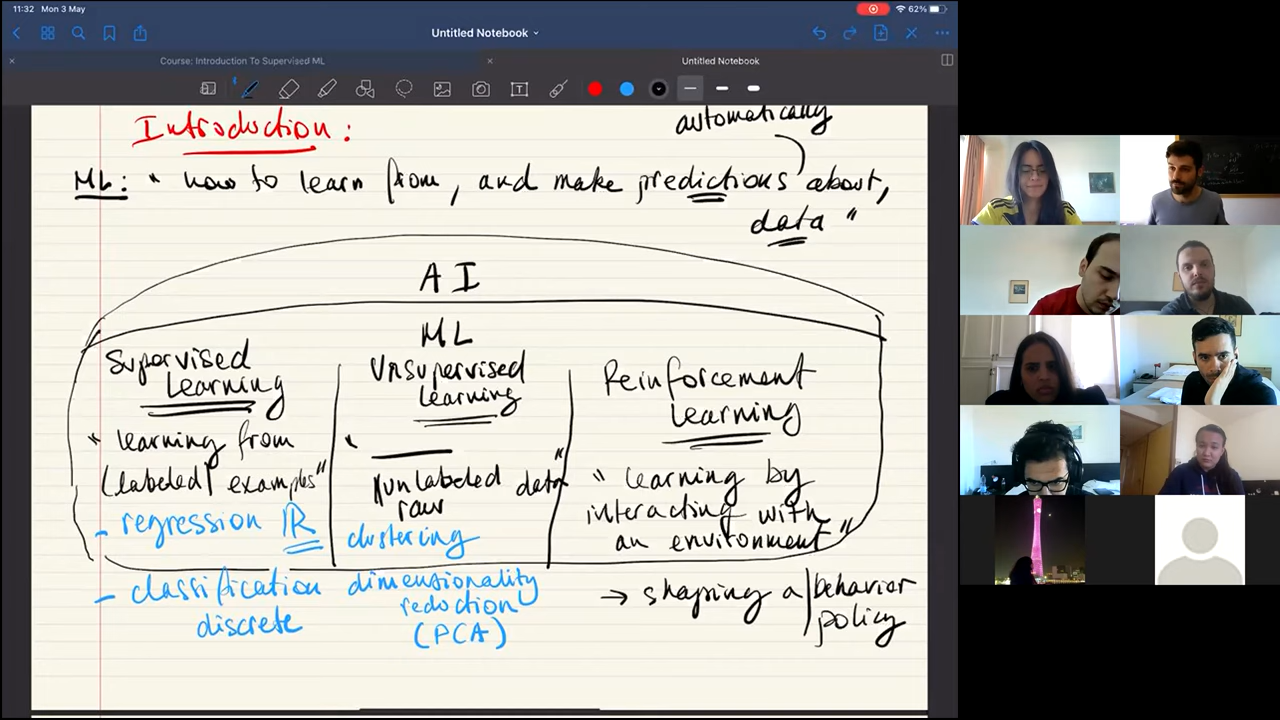 11:32 Mon 3 May
62%
Untitled Notebook
Course: Introduction To Supervised ML
Untitled Notebook
Introduction:
automatically
ML: " how to learn from, and make predictions about,
data "
AI
ML
Supervised
Learning
" learning from
(labeled) examples "
- regression ℝ
- classification
discrete
Unsupervised
Learning
" 
unlabeled data "
raw
clustering
dimensionality
reduction
(PCA)
Reinforcement
Learning
" learning by
interacting with
an environment "
→ shaping a behavior
policy